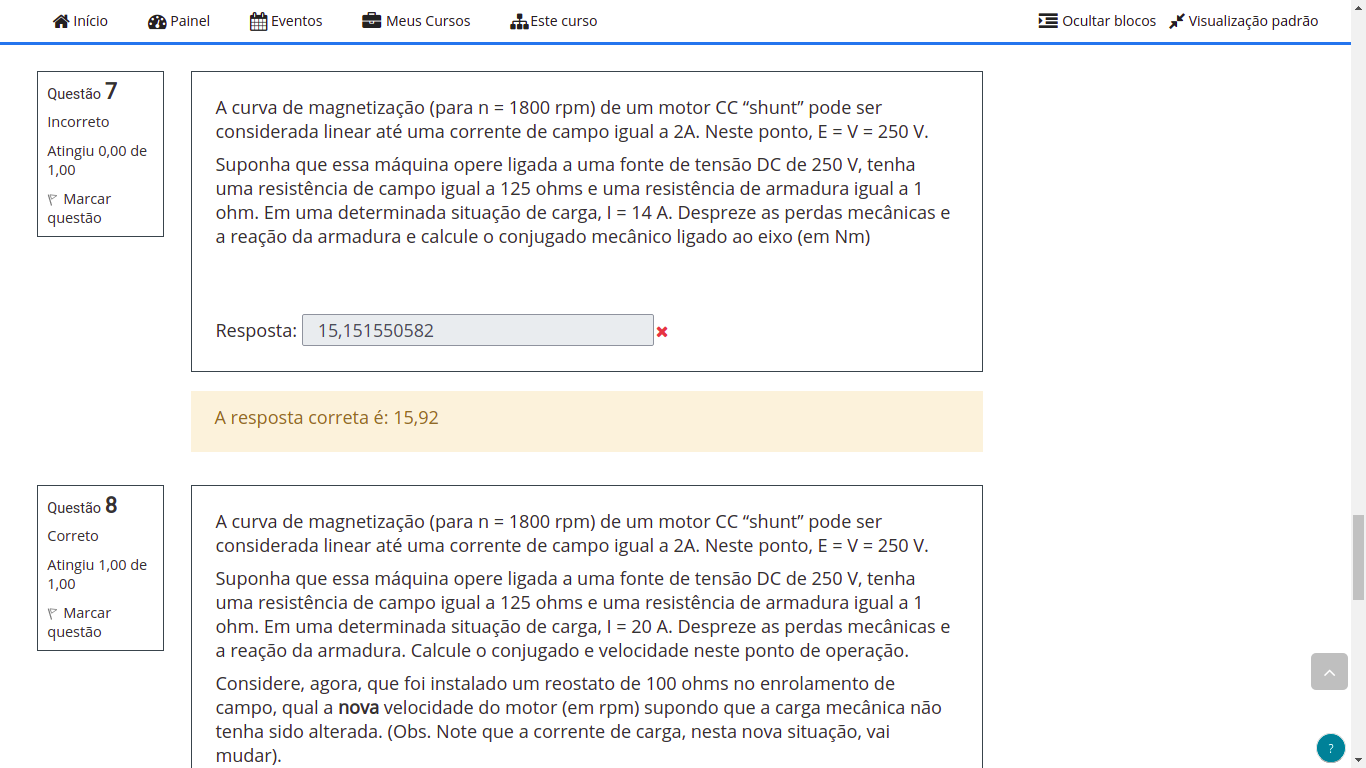 Início Painel Eventos Meus Cursos Este curso Ocultar blocos Visualização padrão
Questão 7
Incorreto
Atingiu 0,00 de
1,00
Marcar
questão
A curva de magnetização (para n = 1800 rpm) de um motor CC “shunt” pode ser
considerada linear até uma corrente de campo igual a 2A. Neste ponto, E = V = 250 V.
Suponha que essa máquina opere ligada a uma fonte de tensão DC de 250 V, tenha
uma resistência de campo igual a 125 ohms e uma resistência de armadura igual a 1
ohm. Em uma determinada situação de carga, I = 14 A. Despreze as perdas mecânicas e
a reação da armadura e calcule o conjugado mecânico ligado ao eixo (em Nm)
Resposta: 15,151550582
A resposta correta é: 15,92
Questão 8
Correto
Atingiu 1,00 de
1,00
Marcar
questão
A curva de magnetização (para n = 1800 rpm) de um motor CC “shunt” pode ser
considerada linear até uma corrente de campo igual a 2A. Neste ponto, E = V = 250 V.
Suponha que essa máquina opere ligada a uma fonte de tensão DC de 250 V, tenha
uma resistência de campo igual a 125 ohms e uma resistência de armadura igual a 1
ohm. Em uma determinada situação de carga, I = 20 A. Despreze as perdas mecânicas e
a reação da armadura. Calcule o conjugado e velocidade neste ponto de operação.
Considere, agora, que foi instalado um reostato de 100 ohms no enrolamento de
campo, qual a nova velocidade do motor (em rpm) supondo que a carga mecânica não
tenha sido alterada. (Obs. Note que a corrente de carga, nesta nova situação, vai
mudar).
?